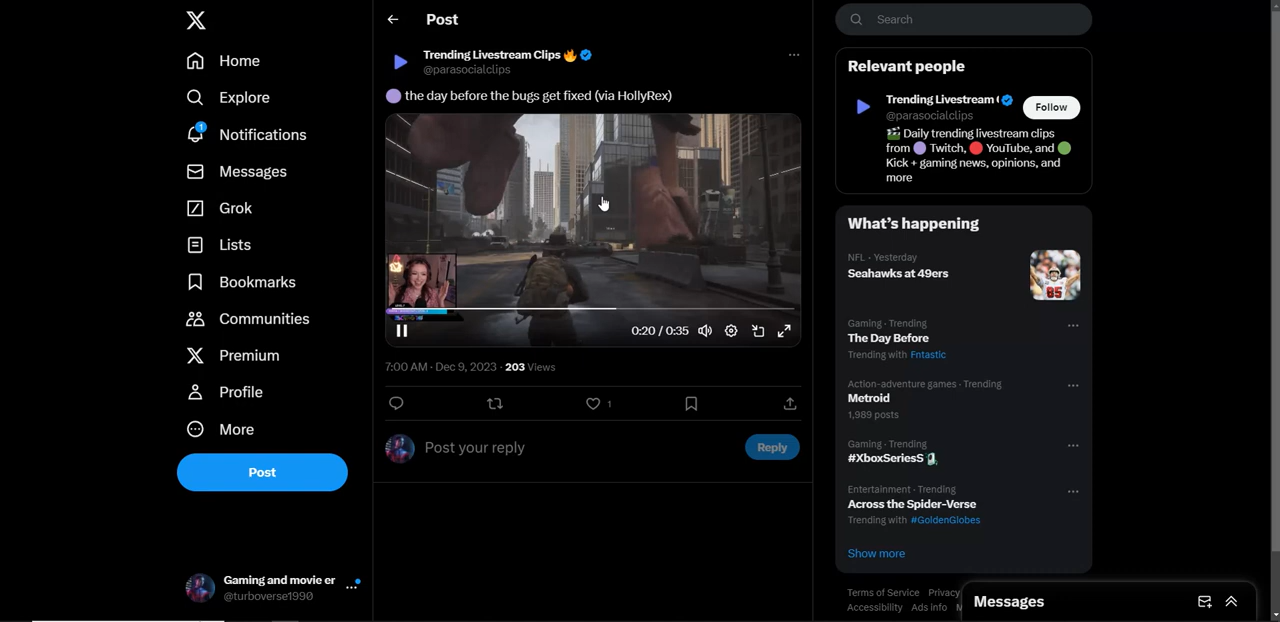 Home
Explore
1
Notifications
Messages
Grok
Lists
Bookmarks
Communities
Premium
Profile
More
Post
Gaming and movie er
@turboverse1990
Post
Trending Livestream Clips 🔥
@parasocialclips
🟣 the day before the bugs get fixed (via HollyRex)
0:20 / 0:35
7:00 AM · Dec 9, 2023 · 203 Views
1
Post your reply
Reply
Search
Relevant people
Trending Livestream (
@parasocialclips
Follow
🎬 Daily trending livestream clips
from 🟣 Twitch, 🔴 YouTube, and 🟢
Kick + gaming news, opinions, and
more
What's happening
NFL · Yesterday
Seahawks at 49ers
Gaming · Trending
The Day Before
Trending with Fntastic
Action-adventure games · Trending
Metroid
1,989 posts
Gaming · Trending
#XboxSeriesS
Entertainment · Trending
Across the Spider-Verse
Trending with #GoldenGlobes
Show more
Terms of Service Privacy
Accessibility Ads info
Messages